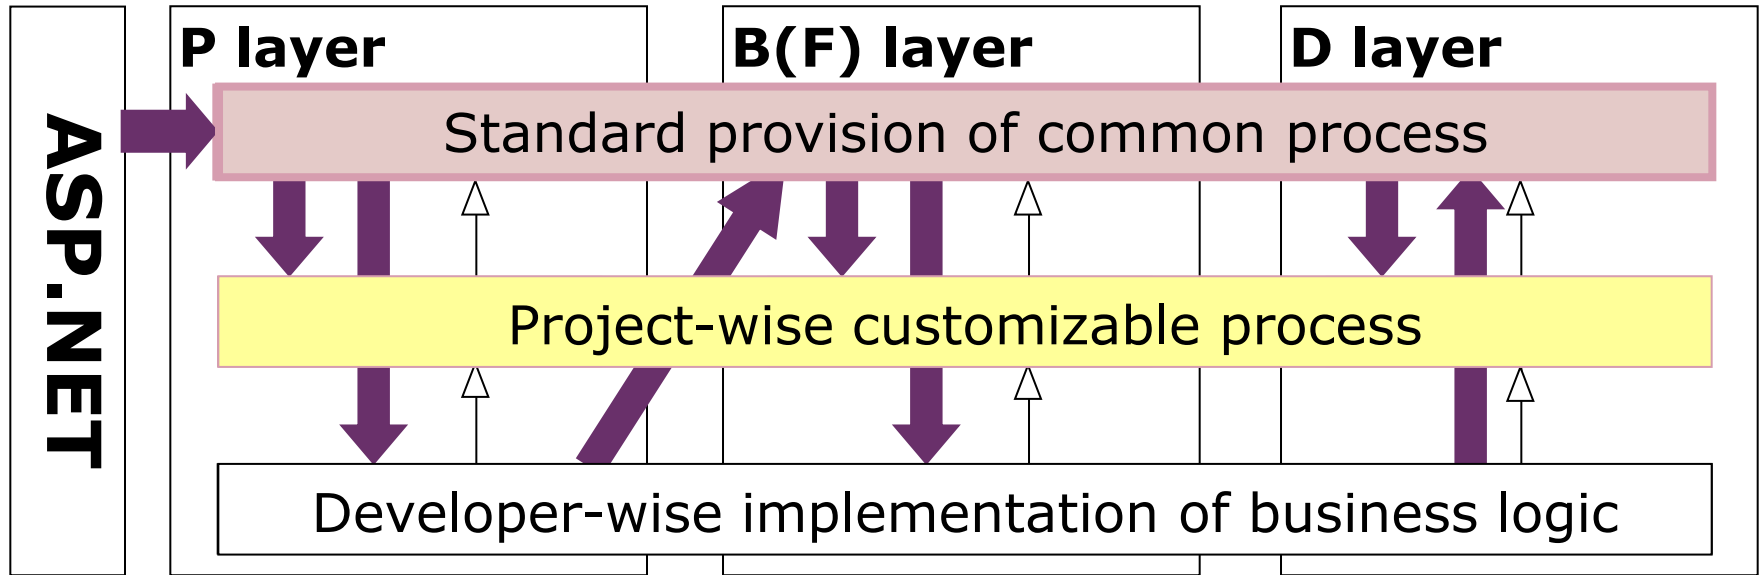 ASP.NET
P layer
B(F) layer
D layer
Standard provision of common process
Project-wise customizable process
Developer-wise implementation of business logic